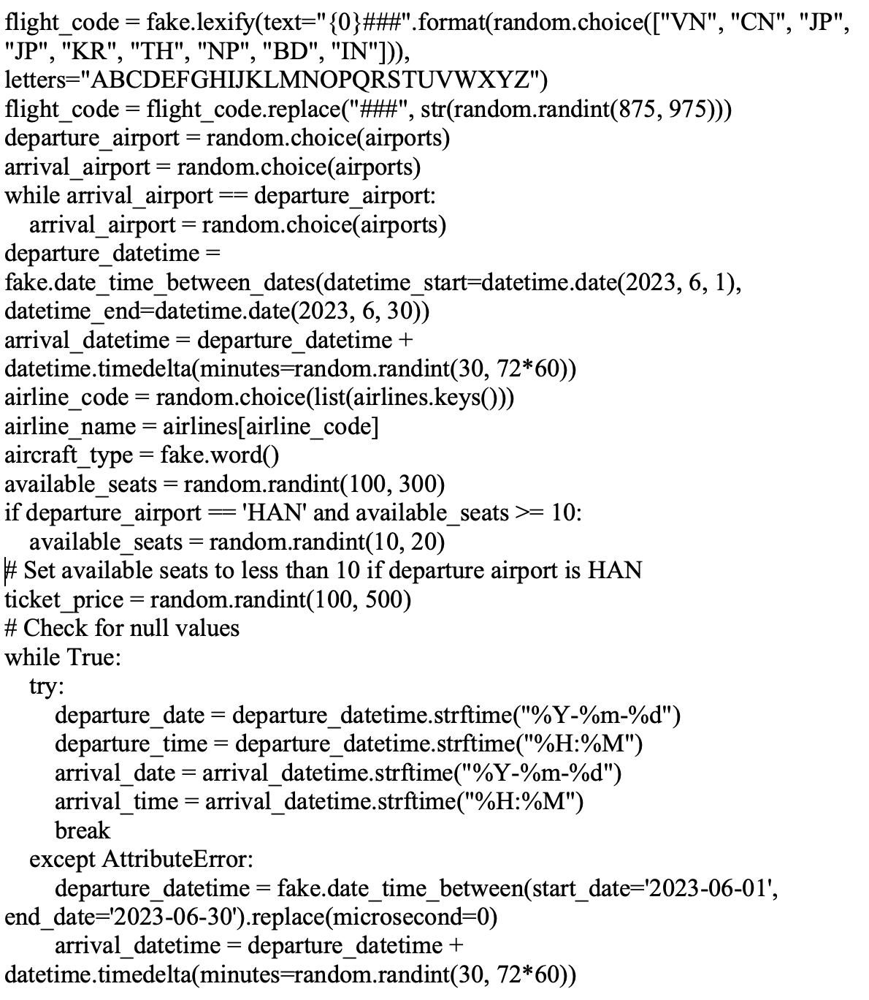 flight_code = fake.lexify(text="{0}###".format(random.choice(["VN", "CN", "JP",
"JP", "KR", "TH", "NP", "BD", "IN"])),
letters="ABCDEFGHIJKLMNOPQRSTUVWXYZ")
flight_code = flight_code.replace("###", str(random.randint(875, 975)))
departure_airport = random.choice(airports)
arrival_airport = random.choice(airports)
while arrival_airport == departure_airport:
    arrival_airport = random.choice(airports)
departure_datetime =
fake.date_time_between_dates(datetime_start=datetime.date(2023, 6, 1),
datetime_end=datetime.date(2023, 6, 30))
arrival_datetime = departure_datetime +
datetime.timedelta(minutes=random.randint(30, 72*60))
airline_code = random.choice(list(airlines.keys()))
airline_name = airlines[airline_code]
aircraft_type = fake.word()
available_seats = random.randint(100, 300)
if departure_airport == 'HAN' and available_seats >= 10:
    available_seats = random.randint(10, 20)
# Set available seats to less than 10 if departure airport is HAN
ticket_price = random.randint(100, 500)
# Check for null values
while True:
    try:
        departure_date = departure_datetime.strftime("%Y-%m-%d")
        departure_time = departure_datetime.strftime("%H:%M")
        arrival_date = arrival_datetime.strftime("%Y-%m-%d")
        arrival_time = arrival_datetime.strftime("%H:%M")
        break
    except AttributeError:
        departure_datetime = fake.date_time_between(start_date='2023-06-01',
end_date='2023-06-30').replace(microsecond=0)
        arrival_datetime = departure_datetime +
datetime.timedelta(minutes=random.randint(30, 72*60))